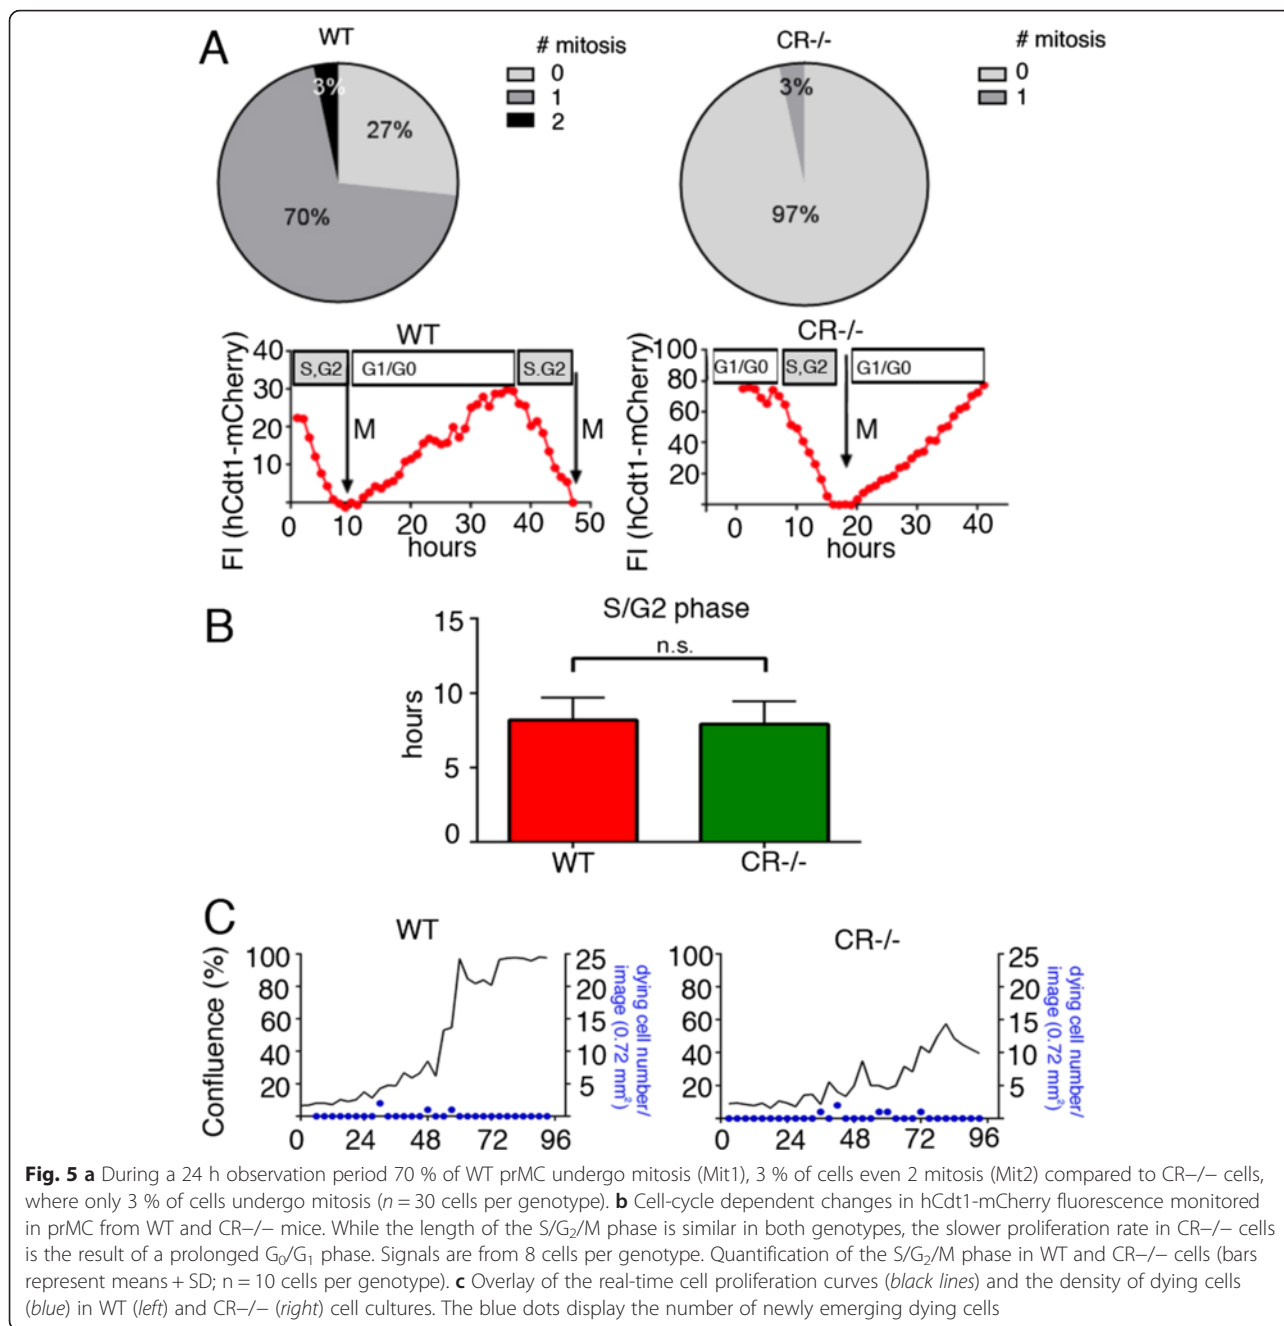 A
WT
# mitosis
0
1
2
3%
27%
70%
CR-/-
# mitosis
0
1
3%
97%
WT
FI (hCdt1-mCherry)
40
30
20
10
S,G2
G1/G0
S.G2
M
M
0 10 20 30 40 50
hours
CR-/-
FI (hCdt1-mCherry)
100
80
60
40
20
G1/G0
S,G2
G1/G0
M
0 10 20 30 40
hours
B
S/G2 phase
n.s.
hours
15
10
5
0
WT
CR-/-
C
WT
Confluence (%)
100
80
60
40
20
25
20
15
10
5
dying cell number/
image (0.72 mm²)
0 24 48 72 96
CR-/-
100
80
60
40
20
25
20
15
10
5
dying cell number/
image (0.72 mm²)
0 24 48 72 96
Fig. 5 a During a 24 h observation period 70 % of WT prMC undergo mitosis (Mit1), 3 % of cells even 2 mitosis (Mit2) compared to CR−/− cells,
where only 3 % of cells undergo mitosis (n = 30 cells per genotype). b Cell-cycle dependent changes in hCdt1-mCherry fluorescence monitored
in prMC from WT and CR−/− mice. While the length of the S/G₂/M phase is similar in both genotypes, the slower proliferation rate in CR−/− cells
is the result of a prolonged G₀/G₁ phase. Signals are from 8 cells per genotype. Quantification of the S/G₂/M phase in WT and CR−/− cells (bars
represent means + SD; n = 10 cells per genotype). c Overlay of the real-time cell proliferation curves (black lines) and the density of dying cells
(blue) in WT (left) and CR−/− (right) cell cultures. The blue dots display the number of newly emerging dying cells